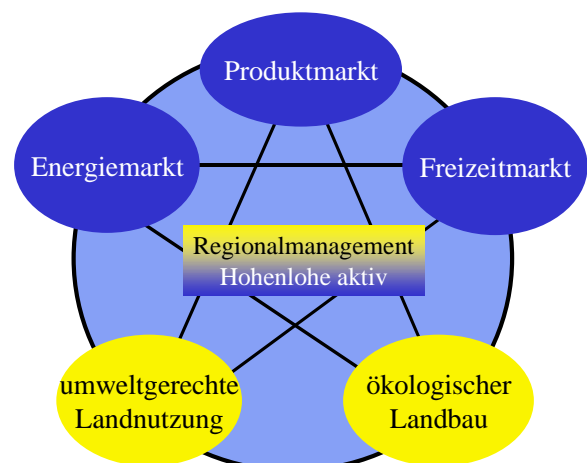 Produktmarkt
Energiemarkt
Freizeitmarkt
Regionalmanagement
Hohenlohe aktiv
umweltgerechte
Landnutzung
ökologischer
Landbau